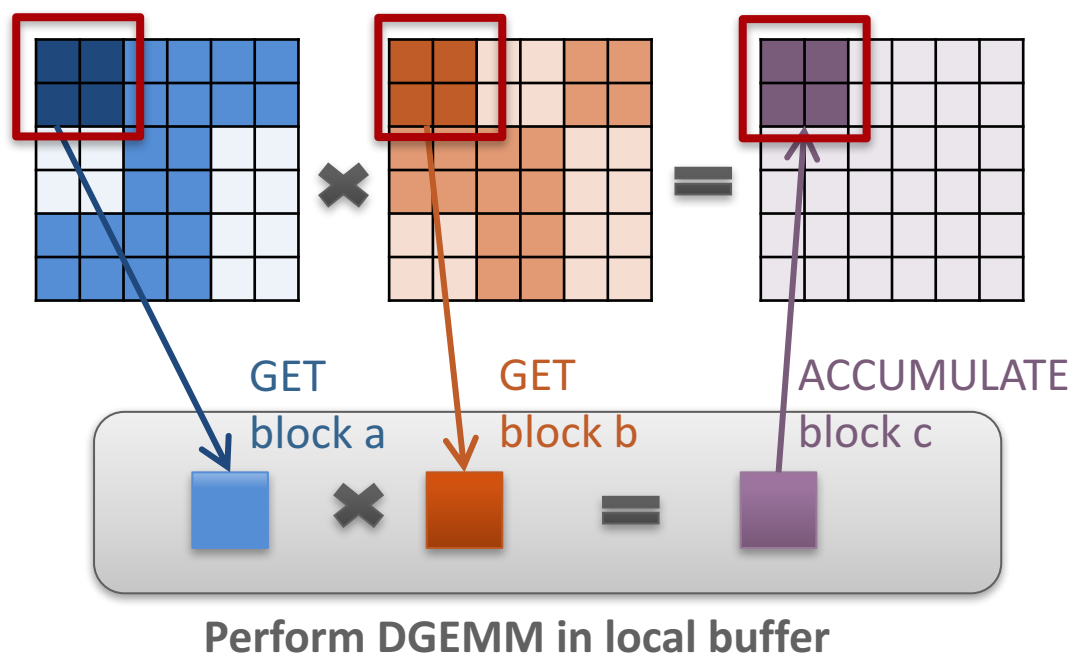 GET
block a
GET
block b
ACCUMULATE
block c
Perform DGEMM in local buffer